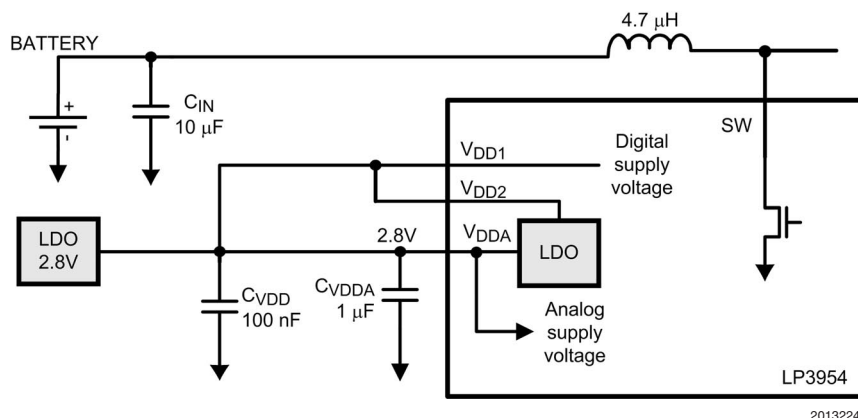 4.7 µH
BATTERY
+
-
CIN
10 µF
SW
VDD1
Digital
supply
voltage
VDD2
LDO
2.8V
2.8V
VDDA
LDO
CVDD
100 nF
CVDDA
1 µF
Analog
supply
voltage
LP3954
2013224